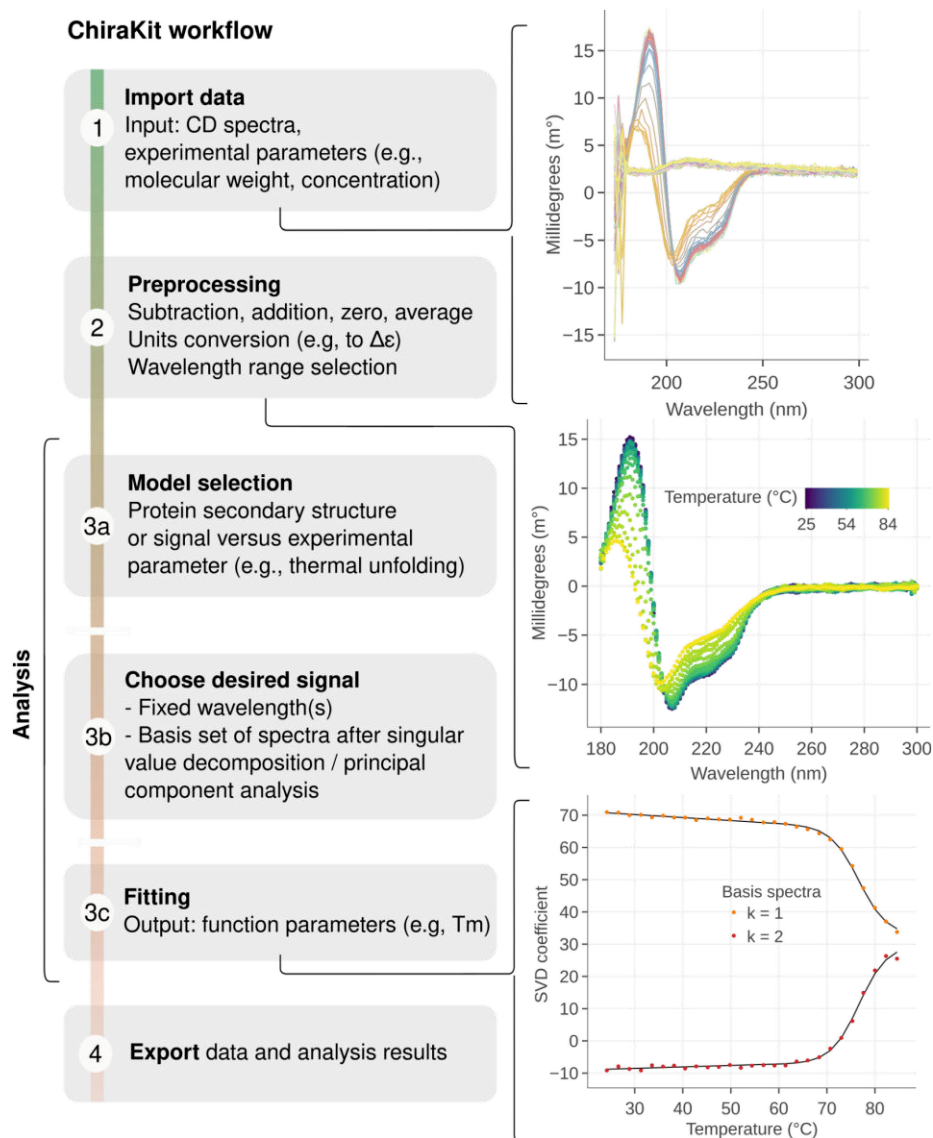 ChiraKit workflow
1
Import data
Input: CD spectra,
experimental parameters (e.g.,
molecular weight, concentration)
2
Preprocessing
Subtraction, addition, zero, average
Units conversion (e.g, to Δε)
Wavelength range selection
Analysis
3a
Model selection
Protein secondary structure
or signal versus experimental
parameter (e.g., thermal unfolding)
3b
Choose desired signal
- Fixed wavelength(s)
- Basis set of spectra after singular
value decomposition / principal
component analysis
3c
Fitting
Output: function parameters (e.g, Tm)
4
Export data and analysis results
Millidegrees (m°)
15
10
5
0
−5
−10
−15
200 250 300
Wavelength (nm)
Millidegrees (m°)
15
10
5
0
−5
−10
Temperature (°C)
25 54 84
180 200 220 240 260 280 300
Wavelength (nm)
SVD coefficient
70
60
50
40
30
20
10
0
−10
Basis spectra
k = 1
k = 2
30 40 50 60 70 80
Temperature (°C)